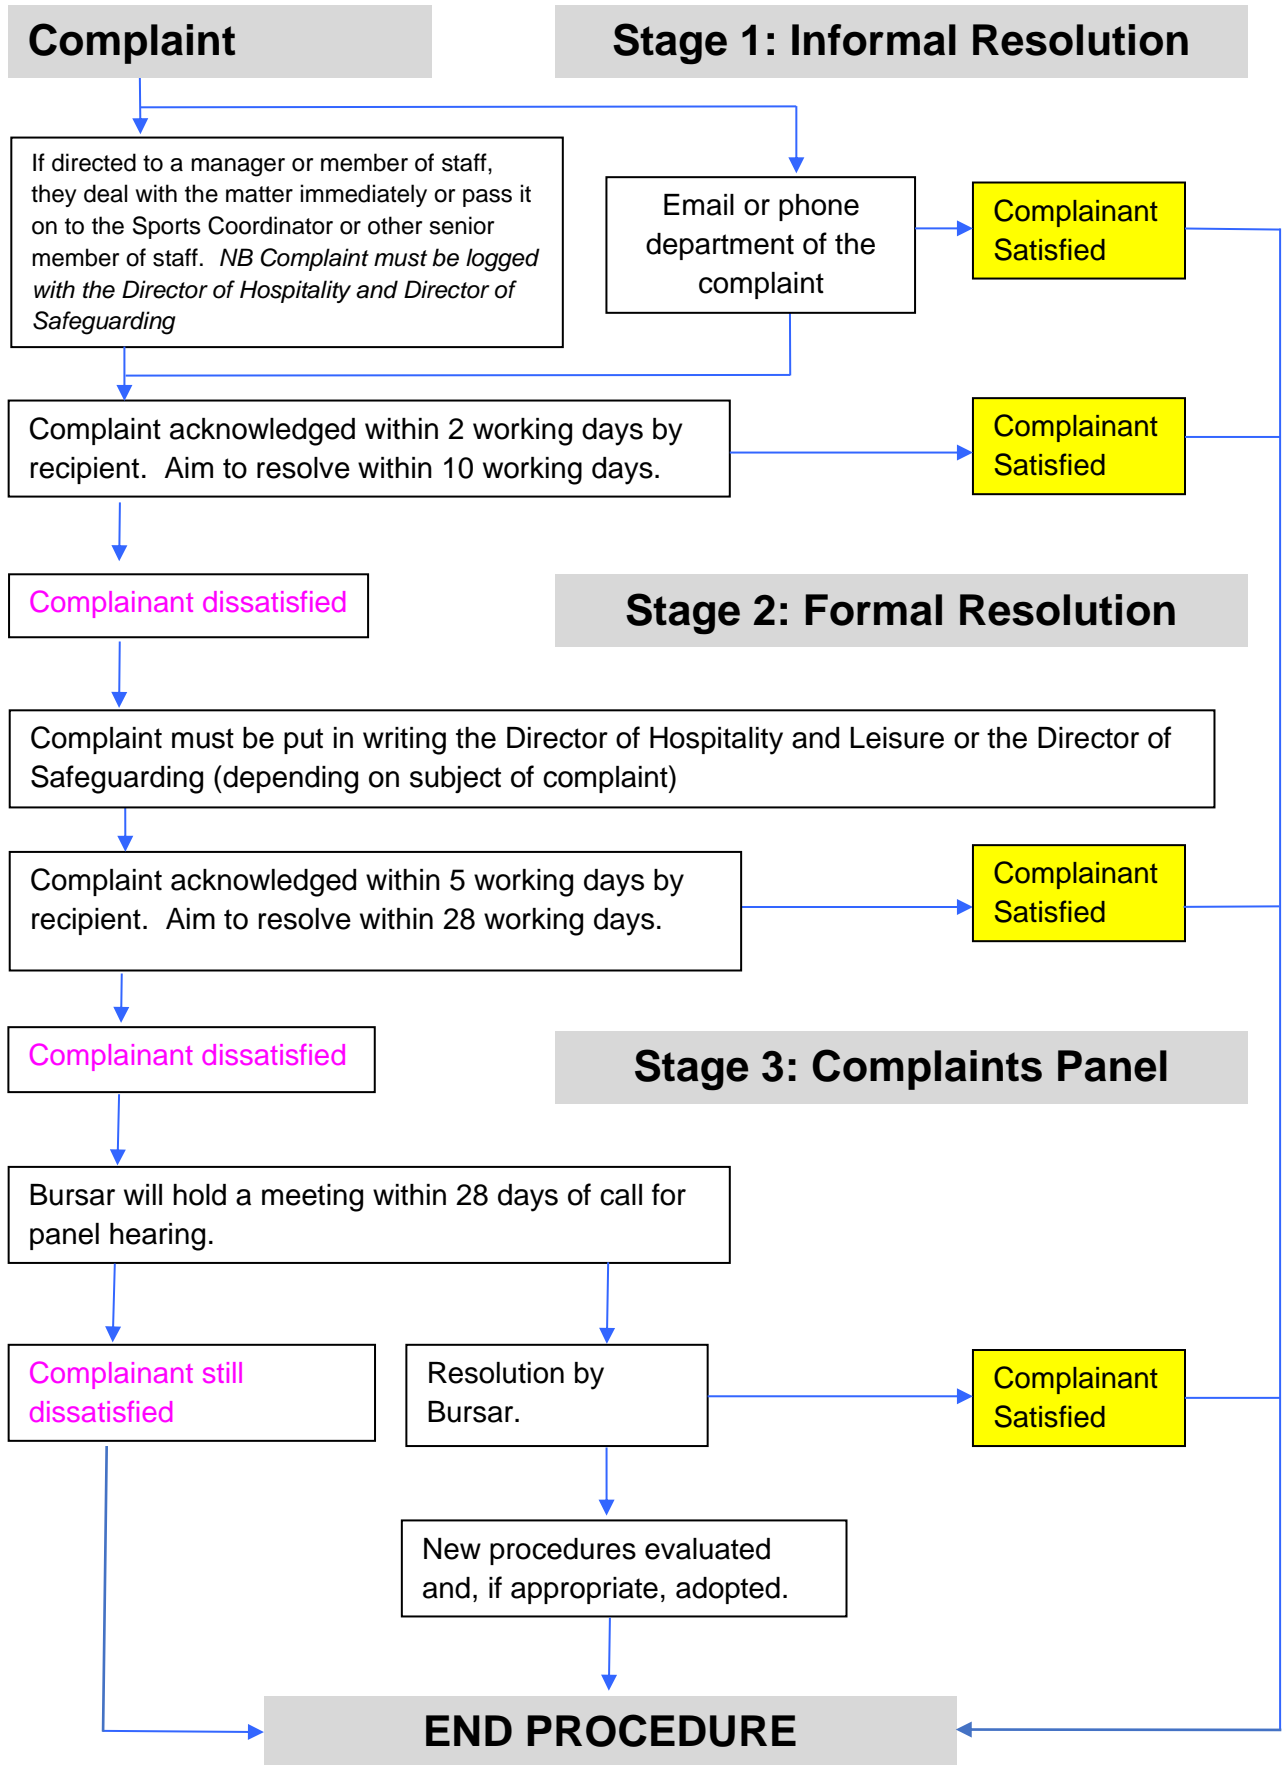 Complaint
Stage 1: Informal Resolution
If directed to a manager or member of staff,
they deal with the matter immediately or pass it
on to the Sports Coordinator or other senior
member of staff.  NB Complaint must be logged
with the Director of Hospitality and Director of
Safeguarding
Email or phone
department of the
complaint
Complainant
Satisfied
Complaint acknowledged within 2 working days by
recipient.  Aim to resolve within 10 working days.
Complainant
Satisfied
Complainant dissatisfied
Stage 2: Formal Resolution
Complaint must be put in writing the Director of Hospitality and Leisure or the Director of
Safeguarding (depending on subject of complaint)
Complaint acknowledged within 5 working days by
recipient.  Aim to resolve within 28 working days.
Complainant
Satisfied
Complainant dissatisfied
Stage 3: Complaints Panel
Bursar will hold a meeting within 28 days of call for
panel hearing.
Complainant still
dissatisfied
Resolution by
Bursar.
Complainant
Satisfied
New procedures evaluated
and, if appropriate, adopted.
END PROCEDURE